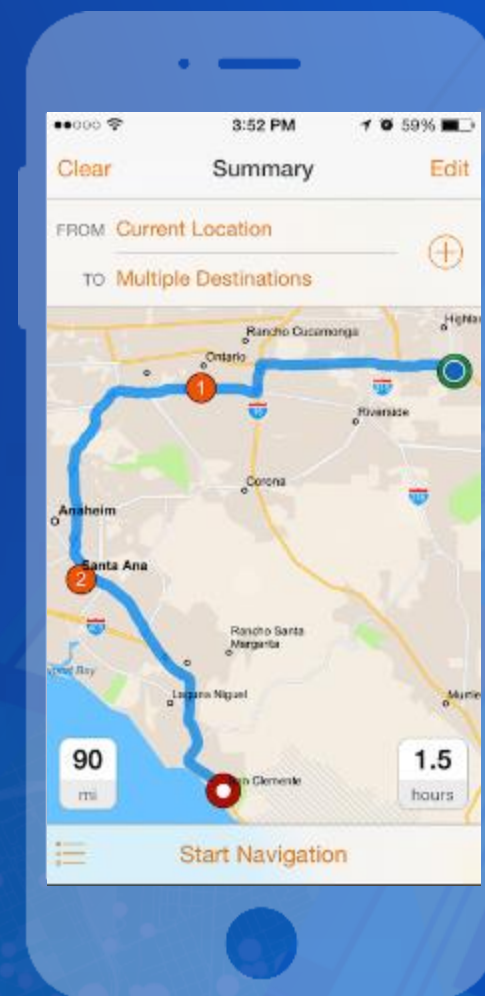 3:52 PM 59%
Clear Summary Edit
FROM Current Location
TO Multiple Destinations
Rancho Cucamonga
Ontario
1
15
Riverside
Corona
Anaheim
Santa Ana
2
Rancho Santa
Margarita
Laguna Niguel
San Clemente
90
mi
1.5
hours
Start Navigation